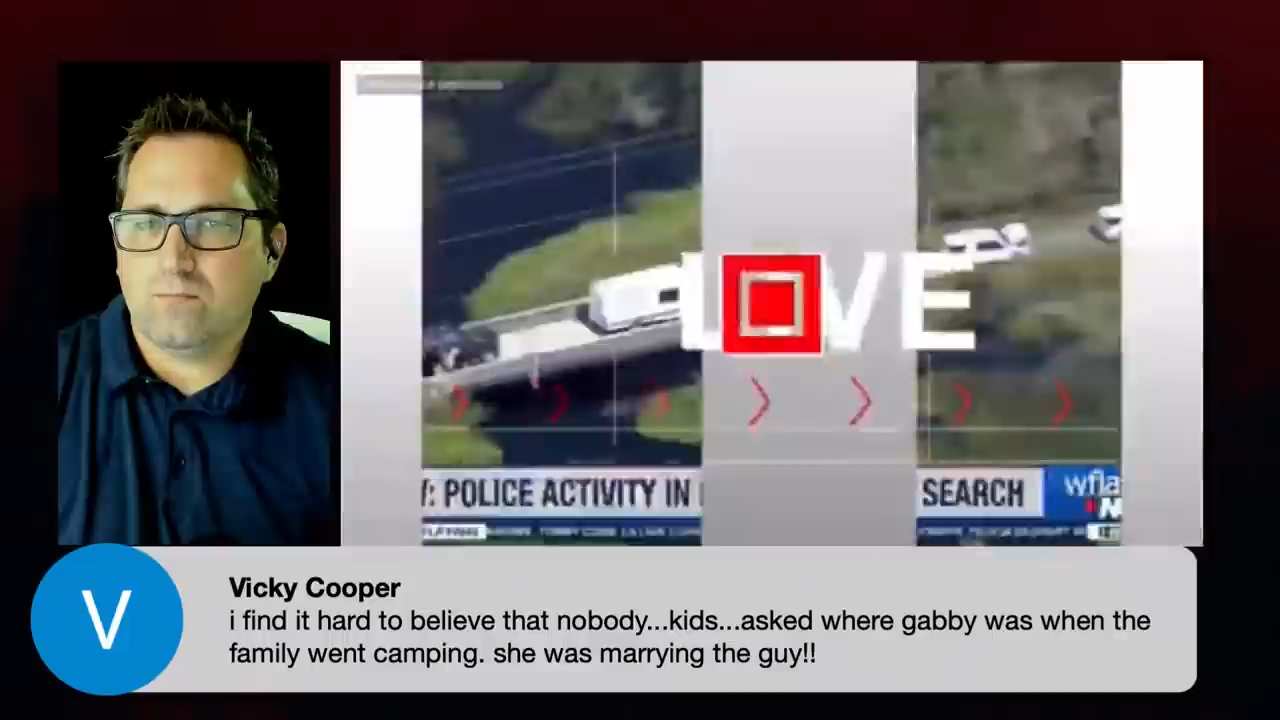 LIVE
: POLICE ACTIVITY IN
SEARCH
wfla
N
V
Vicky Cooper
i find it hard to believe that nobody...kids...asked where gabby was when the
family went camping. she was marrying the guy!!